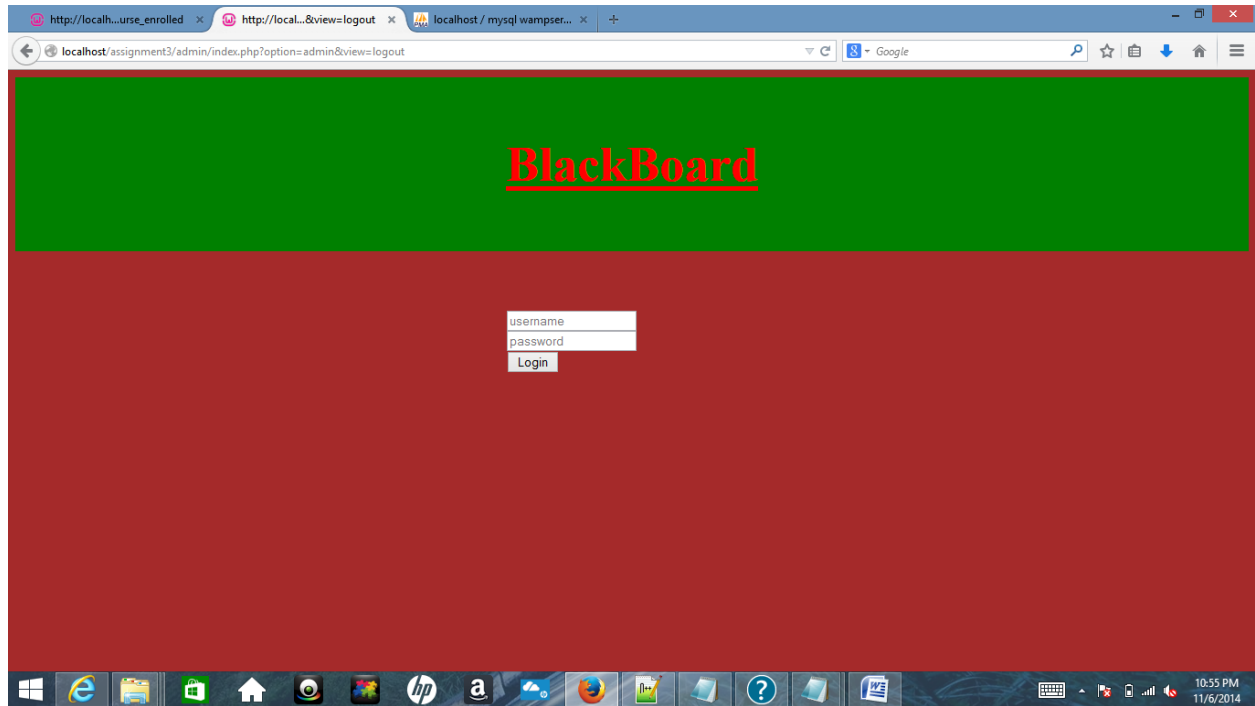 http://localh...urse_enrolled
http://local...&view=logout
localhost / mysql wampser...
localhost/assignment3/admin/index.php?option=admin&view=logout
Google
BlackBoard
username
password
Login
10:55 PM
11/6/2014